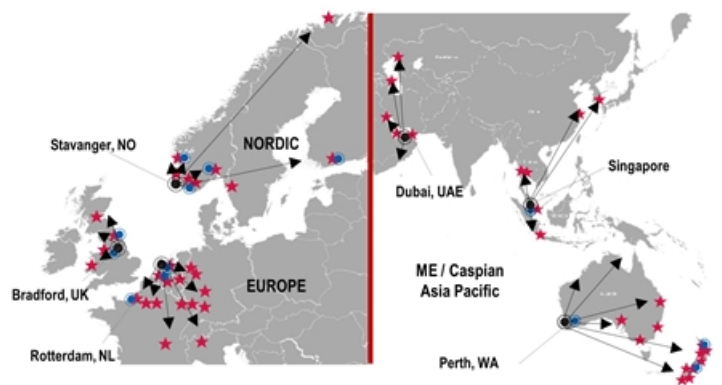 Stavanger, NO
NORDIC
Bradford, UK
EUROPE
Rotterdam, NL
Dubai, UAE
Singapore
ME / Caspian
Asia Pacific
Perth, WA